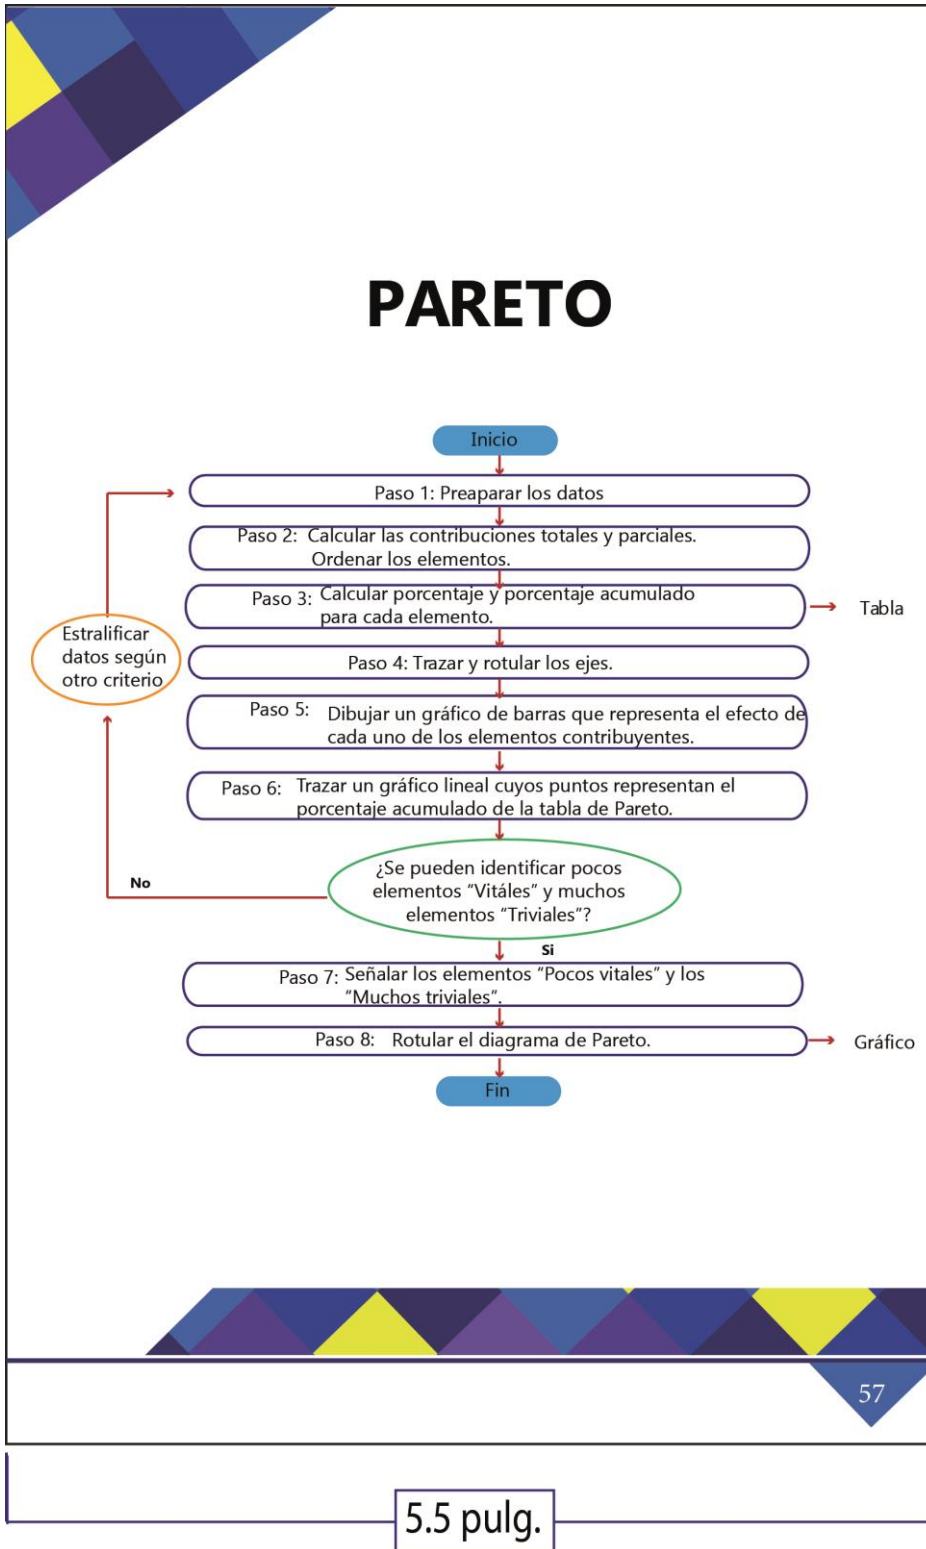 PARETO
Inicio
Paso 1: Preaparar los datos
Paso 2: Calcular las contribuciones totales y parciales.
Ordenar los elementos.
Paso 3: Calcular porcentaje y porcentaje acumulado
para cada elemento.
Tabla
Estralificar
datos según
otro criterio
Paso 4: Trazar y rotular los ejes.
Paso 5: Dibujar un gráfico de barras que representa el efecto de
cada uno de los elementos contribuyentes.
Paso 6: Trazar un gráfico lineal cuyos puntos representan el
porcentaje acumulado de la tabla de Pareto.
¿Se pueden identificar pocos
elementos “Vitáles” y muchos
elementos “Triviales”?
No
Si
Paso 7: Señalar los elementos “Pocos vitales” y los
“Muchos triviales”.
Paso 8: Rotular el diagrama de Pareto.
Gráfico
Fin
57
5.5 pulg.